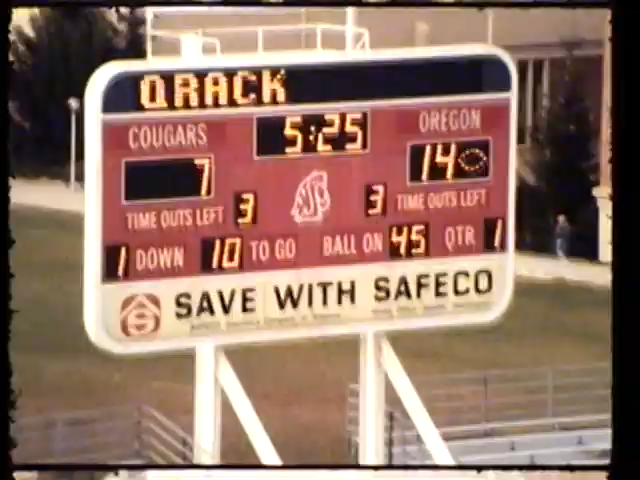 QRACK
COUGARS 5:25 OREGON
7 14
TIME OUTS LEFT 3 3 TIME OUTS LEFT
1 DOWN 10 TO GO BALL ON 45 QTR 1
SAVE WITH SAFECO